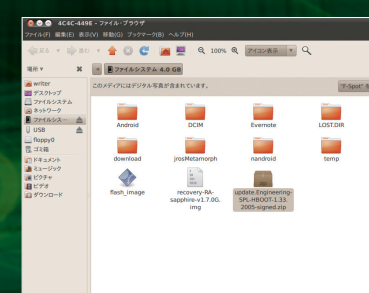 4C4C-449E - ファイル・ブラウザ
ファイル(F) 編集(E) 表示(V) 移動(G) ブックマーク(B) ヘルプ(H)
戻る 進む 100% アイコン表示
場所 ファイルシステム 4.0 GB
このメディアにはデジタル写真が含まれています。 "F-Spot"
writer
デスクトップ
ファイルシステム
ネットワーク
ファイルシス…
USB
floppy0
ゴミ箱
ドキュメント
ミュージック
ピクチャ
ビデオ
ダウンロード
Android DCIM Evernote LOST.DIR
download jrosMetamorph nandroid temp
flash_image recovery-RA- update.Engineering-
sapphire-v1.7.0G. SPL-HBOOT-1.33.
img 2005-signed.zip